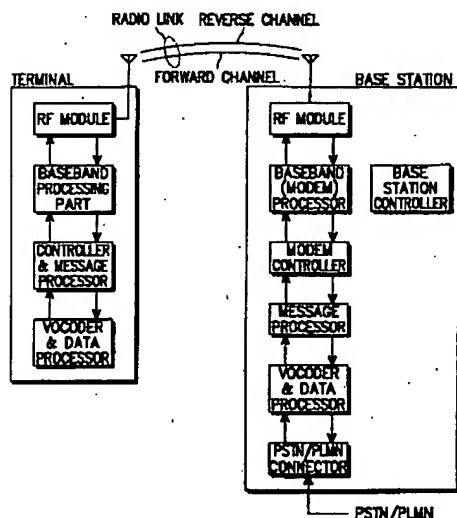 RADIO LINK
REVERSE CHANNEL
FORWARD CHANNEL
TERMINAL
RF MODULE
BASEBAND
PROCESSING
PART
CONTROLLER
& MESSAGE
PROCESSOR
VOCODER
& DATA
PROCESSOR
BASE STATION
RF MODULE
BASEBAND
(MODEM)
PROCESSOR
BASE
STATION
CONTROLLER
MODEM
CONTROLLER
MESSAGE
PROCESSOR
VOCODER
& DATA
PROCESSOR
PSTN/PLMN
CONNECTOR
PSTN/PLMN